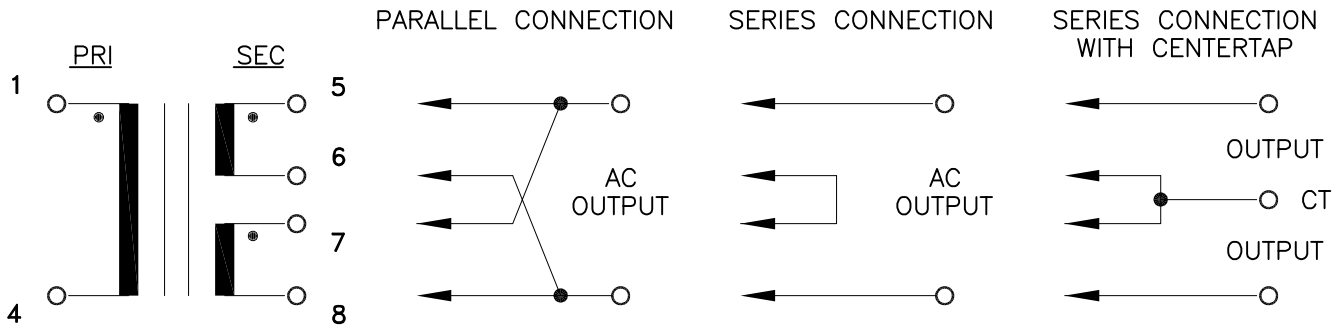 PARALLEL CONNECTION
SERIES CONNECTION
SERIES CONNECTION
WITH CENTERTAP
PRI
SEC
1
4
5
6
7
8
AC
OUTPUT
AC
OUTPUT
OUTPUT
CT
OUTPUT